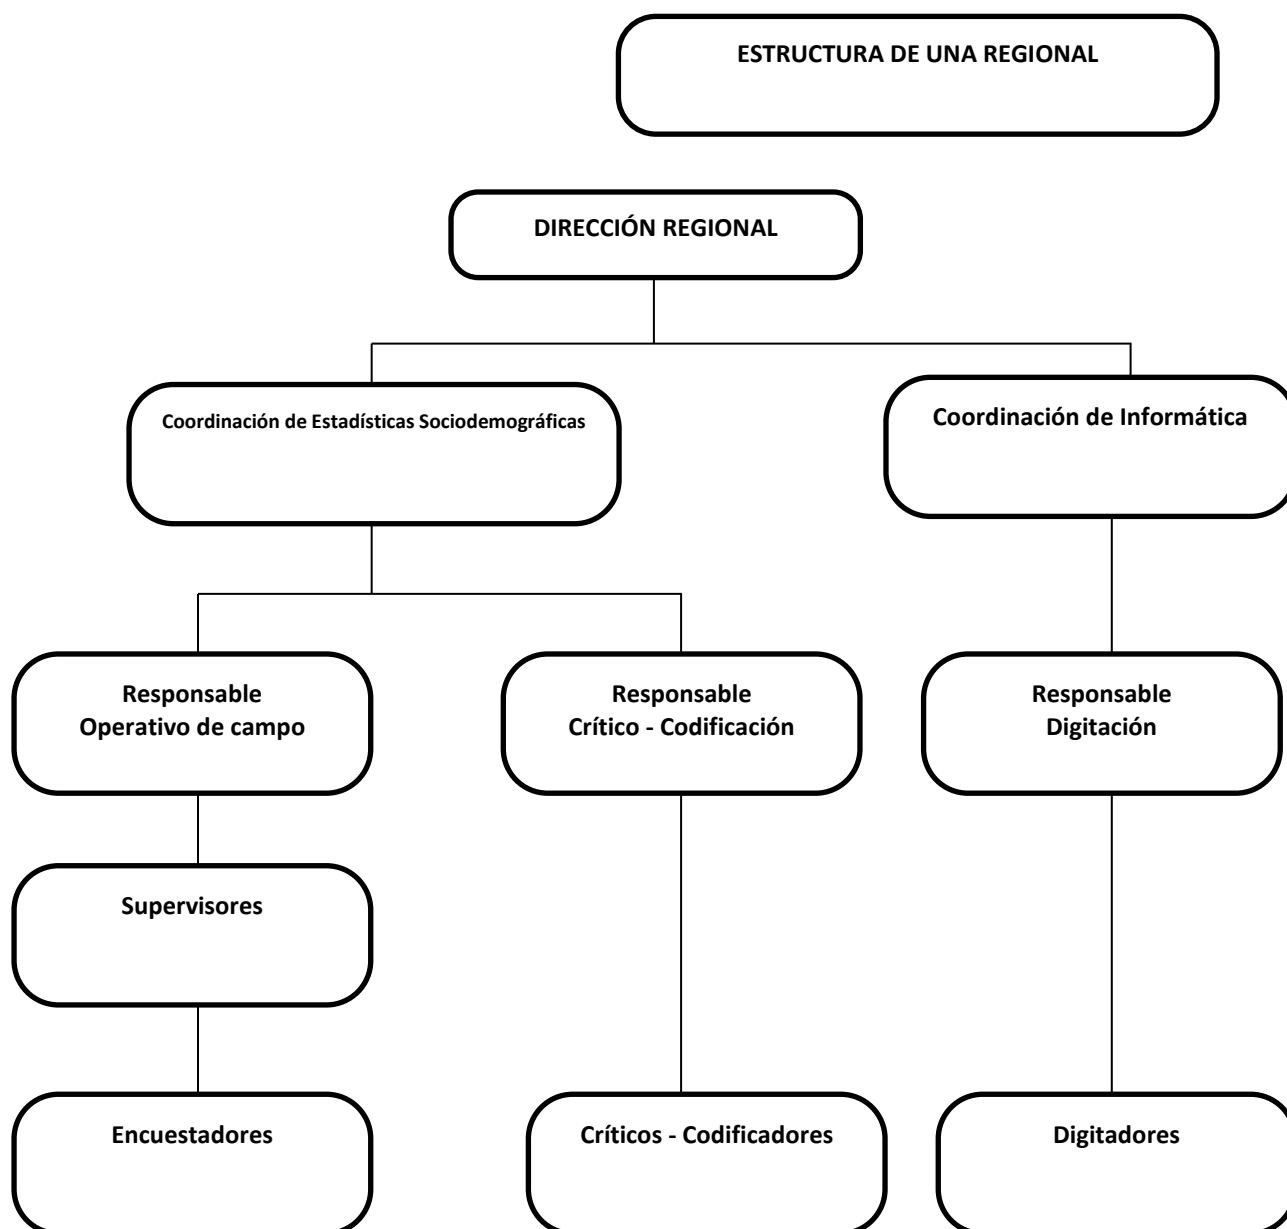 ESTRUCTURA DE UNA REGIONAL
DIRECCIÓN REGIONAL
Coordinación de Estadísticas Sociodemográficas
Coordinación de Informática
Responsable
Operativo de campo
Responsable
Crítico - Codificación
Responsable
Digitación
Supervisores
Encuestadores
Críticos - Codificadores
Digitadores